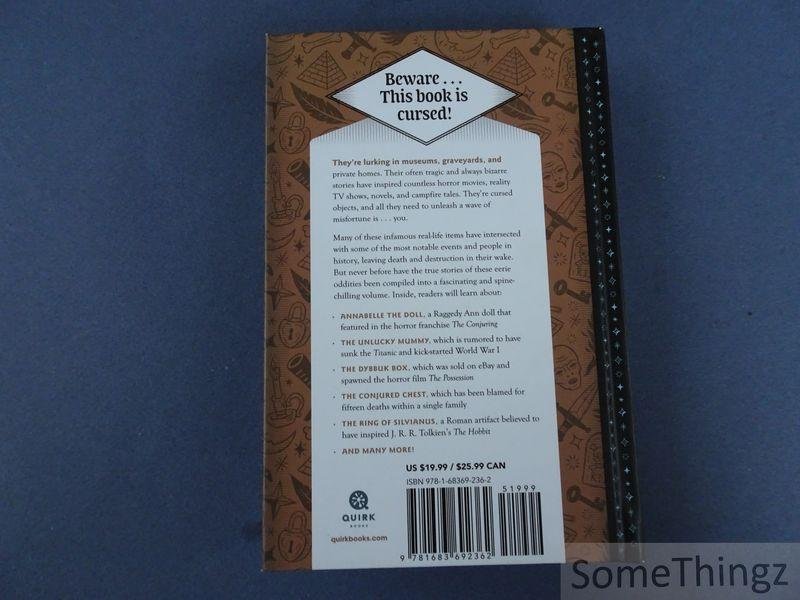 Beware . . .
This book is
cursed!
They're lurking in museums, graveyards, and
private homes. Their often tragic and always bizarre
stories have inspired countless horror movies, reality
TV shows, novels, and campfire tales. They're cursed
objects, and all they need to unleash a wave of
misfortune is . . . you.
Many of these infamous real-life items have intersected
with some of the most notable events and people in
history, leaving death and destruction in their wake.
But never before have the true stories of these eerie
oddities been compiled into a fascinating and spine-
chilling volume. Inside, readers will learn about:
· ANNABELLE THE DOLL, a Raggedy Ann doll that
featured in the horror franchise The Conjuring
· THE UNLUCKY MUMMY, which is rumored to have
sunk the Titanic and kick-started World War I
· THE DYBBUK BOX, which was sold on eBay and
spawned the horror film The Possession
· THE CONJURED CHEST, which has been blamed for
fifteen deaths within a single family
· THE RING OF SILVIANUS, a Roman artifact believed to
have inspired J. R. R. Tolkien's The Hobbit
· AND MANY MORE!
US $19.99 / $25.99 CAN
ISBN 978-1-68369-236-2
51999
QUIRK
BOOKS
quirkbooks.com
9 781683 692362
SomeThingz